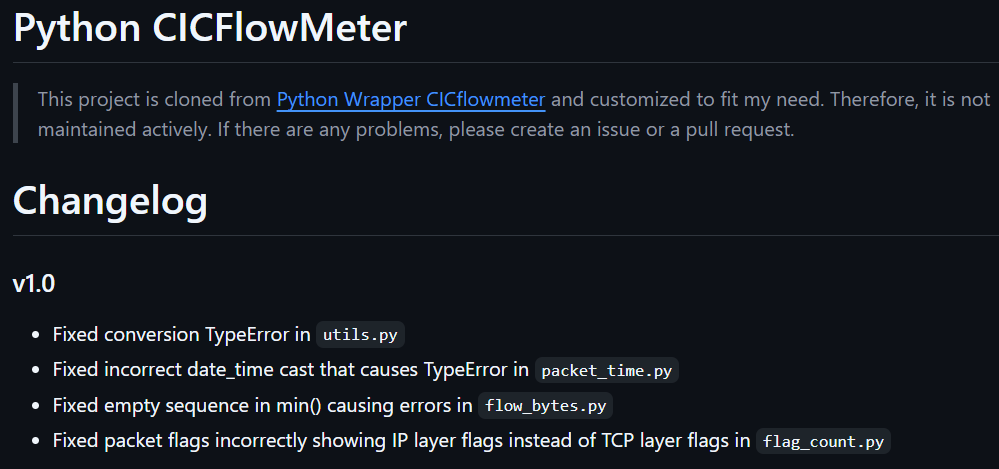 Python CICFlowMeter
This project is cloned from Python Wrapper CICflowmeter and customized to fit my need. Therefore, it is not
maintained actively. If there are any problems, please create an issue or a pull request.
Changelog
v1.0
• Fixed conversion TypeError in utils.py
• Fixed incorrect date_time cast that causes TypeError in packet_time.py
• Fixed empty sequence in min() causing errors in flow_bytes.py
• Fixed packet flags incorrectly showing IP layer flags instead of TCP layer flags in flag_count.py